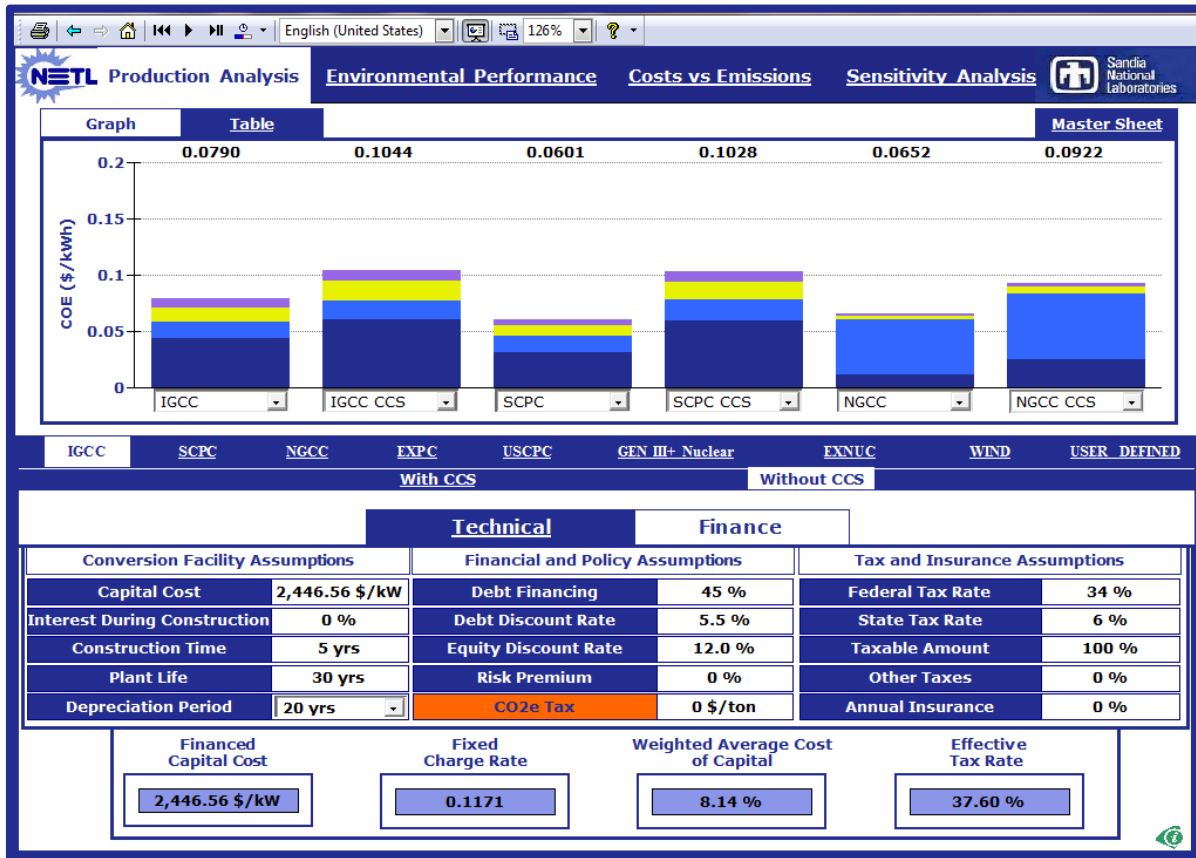 English (United States) 126%
NETL Production Analysis Environmental Performance Costs vs Emissions Sensitivity Analysis Sandia National Laboratories
Graph Table Master Sheet
0.0790 0.1044 0.0601 0.1028 0.0652 0.0922
COE ($/kWh)
0.2
0.15
0.1
0.05
0
IGCC IGCC CCS SCPC SCPC CCS NGCC NGCC CCS
IGCC SCPC NGCC EXPC USCPC GEN III+ Nuclear EXNUC WIND USER DEFINED
With CCS Without CCS
Technical Finance
Conversion Facility Assumptions Financial and Policy Assumptions Tax and Insurance Assumptions
Capital Cost 2,446.56 $/kW Debt Financing 45 % Federal Tax Rate 34 %
Interest During Construction 0 % Debt Discount Rate 5.5 % State Tax Rate 6 %
Construction Time 5 yrs Equity Discount Rate 12.0 % Taxable Amount 100 %
Plant Life 30 yrs Risk Premium 0 % Other Taxes 0 %
Depreciation Period 20 yrs CO2e Tax 0 $/ton Annual Insurance 0 %
Financed Capital Cost Fixed Charge Rate Weighted Average Cost of Capital Effective Tax Rate
2,446.56 $/kW 0.1171 8.14 % 37.60 %